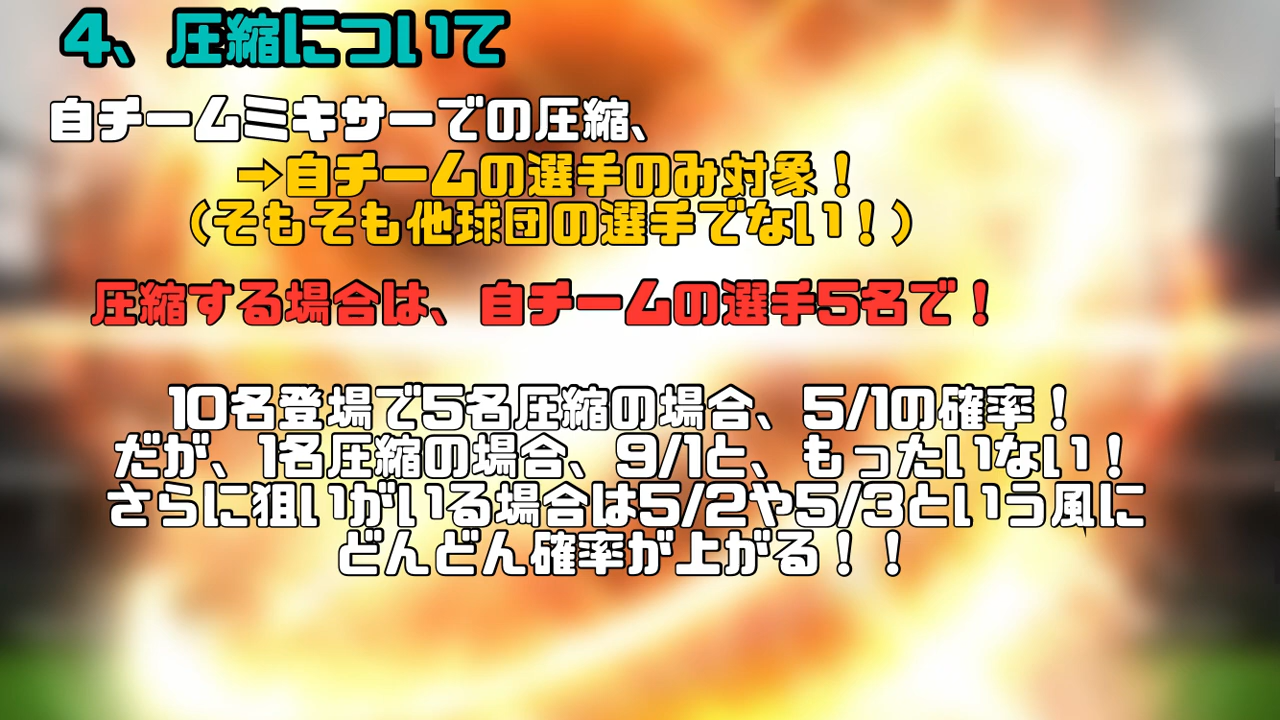 4、圧縮について
自チームミキサーでの圧縮、
→自チームの選手のみ対象！
（そもそも他球団の選手でない！）
圧縮する場合は、自チームの選手5名で！
10名登場で5名圧縮の場合、5/1の確率！
だが、1名圧縮の場合、9/1と、もったいない！
さらに狙いがいる場合は5/2や5/3という風に
どんどん確率が上がる！！